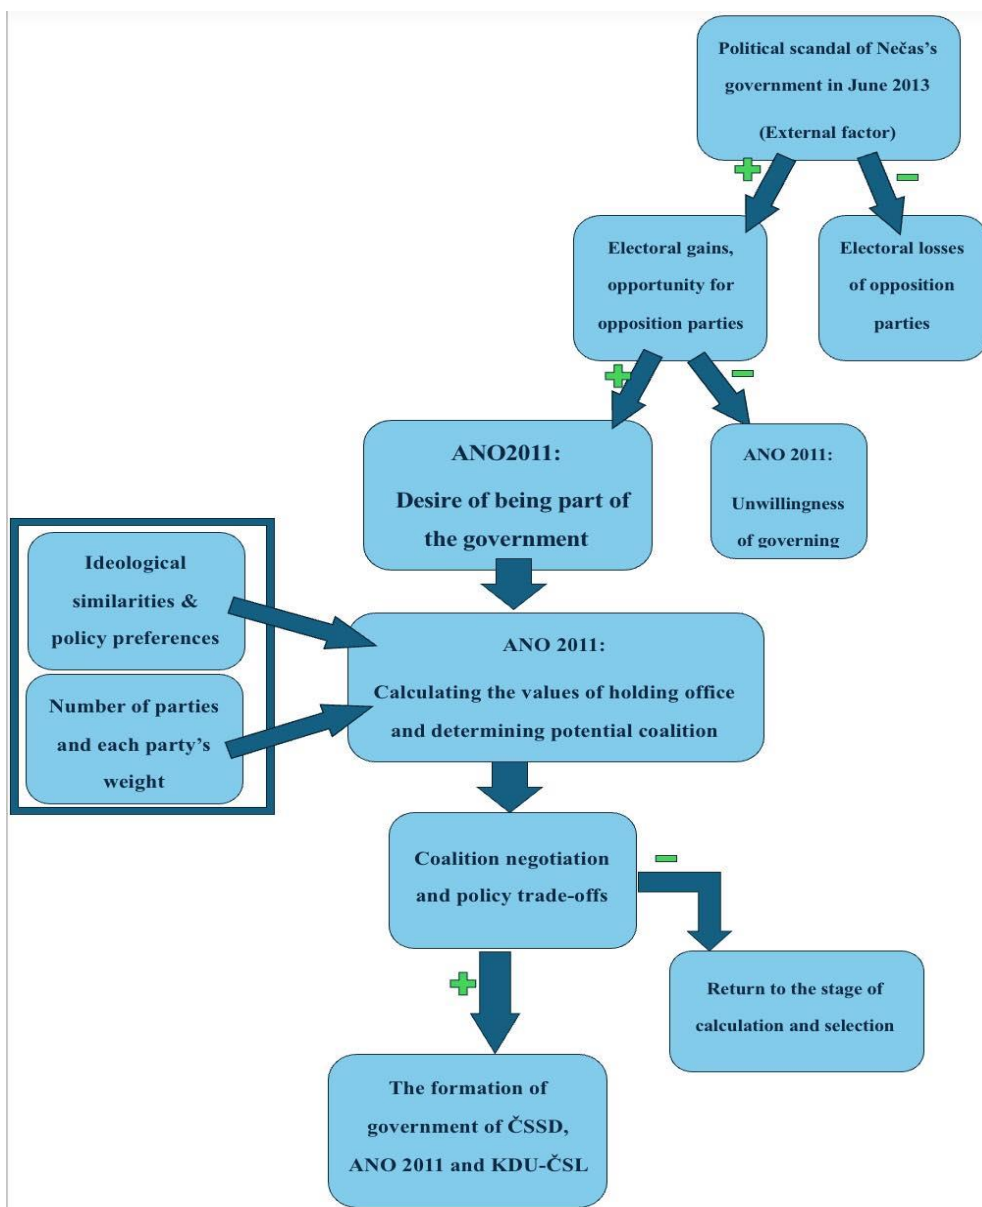 Political scandal of Nečas's
government in June 2013
(External factor)
Electoral gains,
opportunity for
opposition parties
Electoral losses
of opposition
parties
ANO2011:
Desire of being part of
the government
ANO 2011:
Unwillingness
of governing
Ideological
similarities &
policy preferences
Number of parties
and each party's
weight
ANO 2011:
Calculating the values of holding office
and determining potential coalition
Coalition negotiation
and policy trade-offs
Return to the stage of
calculation and selection
The formation of
government of ČSSD,
ANO 2011 and KDU-ČSL